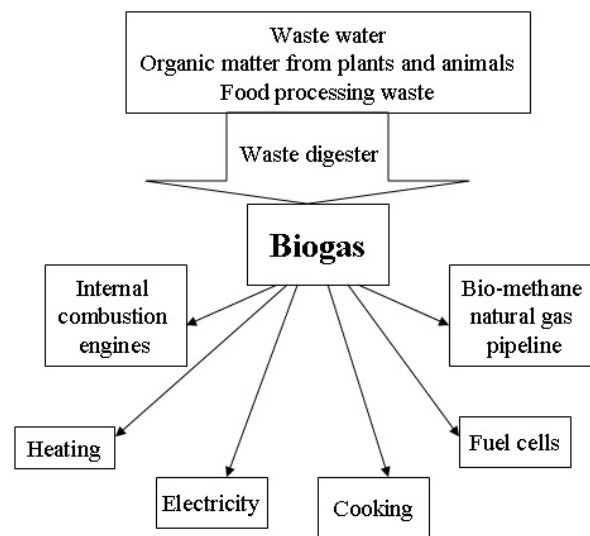 Waste water
Organic matter from plants and animals
Food processing waste
Waste digester
Biogas
Internal
combustion
engines
Bio-methane
natural gas
pipeline
Heating
Fuel cells
Electricity
Cooking